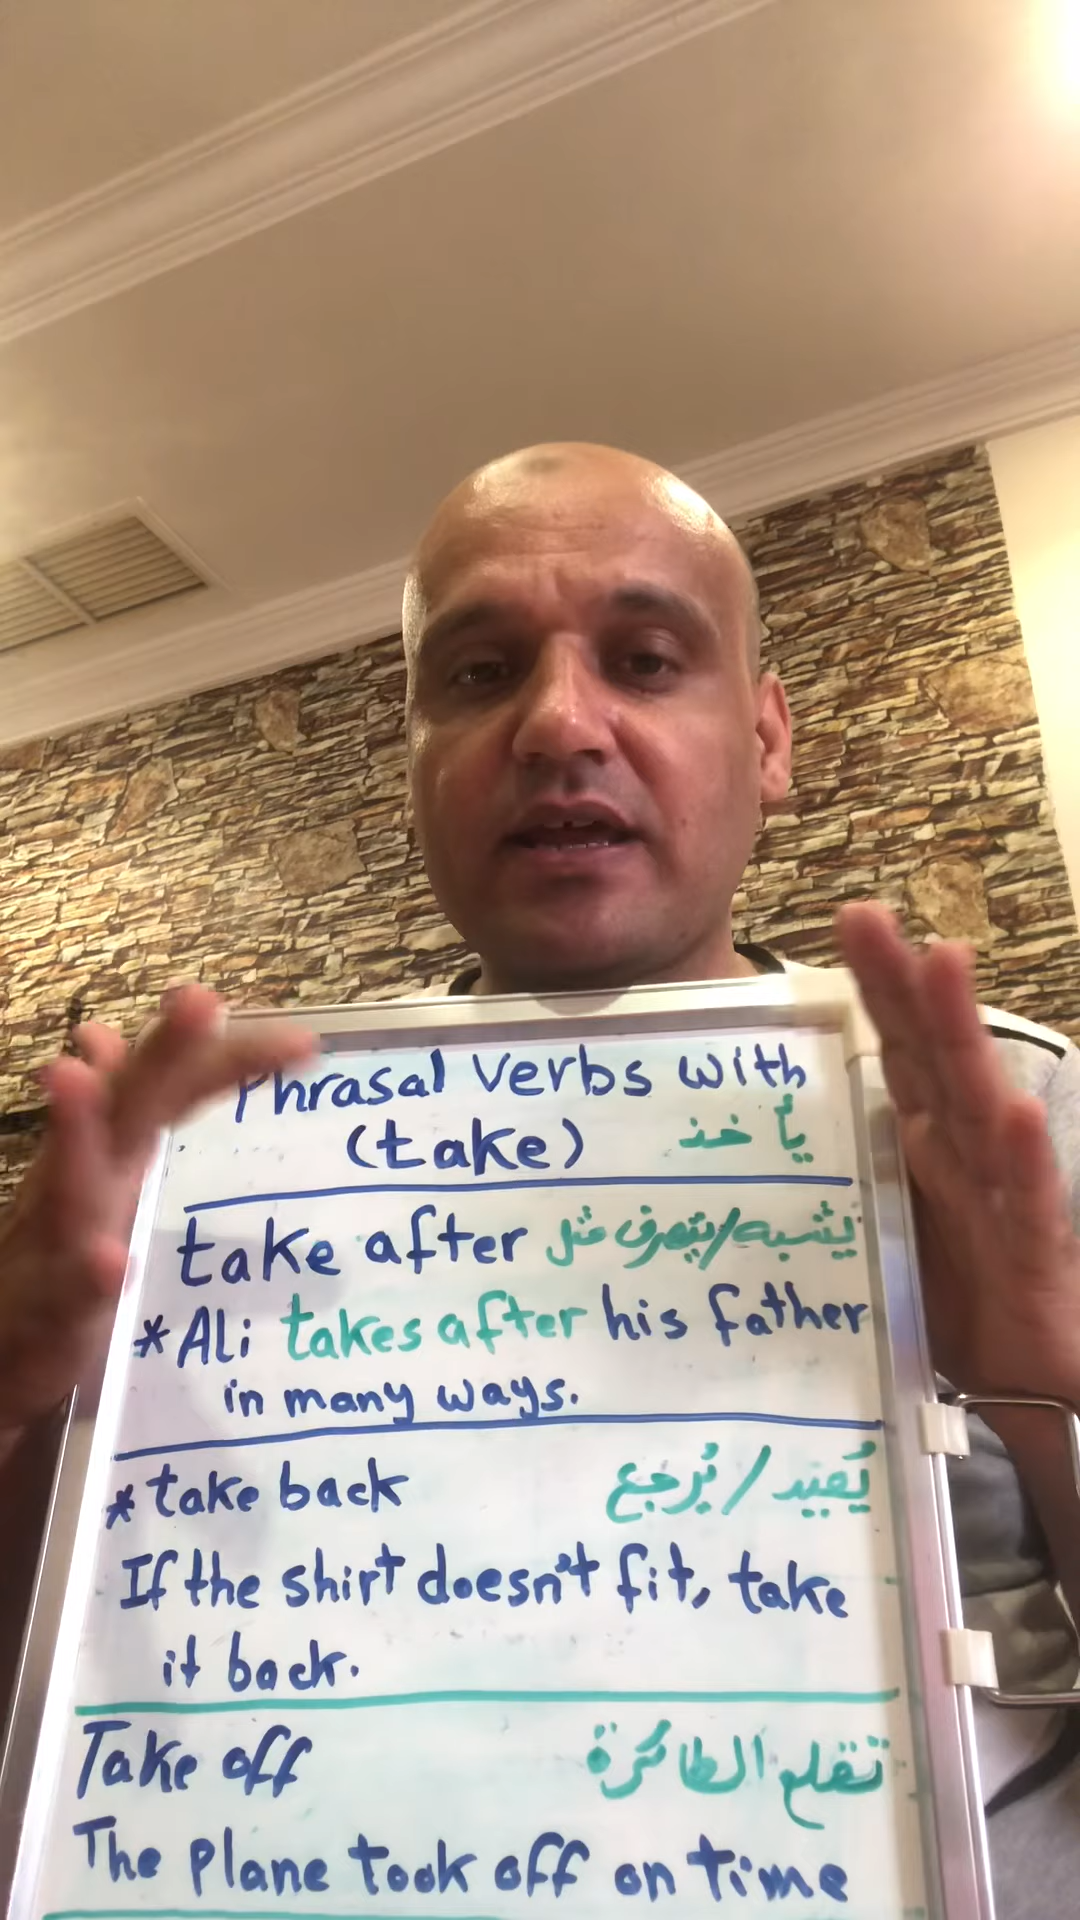 Phrasal verbs with
(take) يأخذ
take after يشبه/يتصرف مثل
*Ali takes after his father
in many ways.
* take back يُعيد / يُرجع
If the shirt doesn't fit, take
it back.
Take off تقلع الطائرة
The plane took off on time